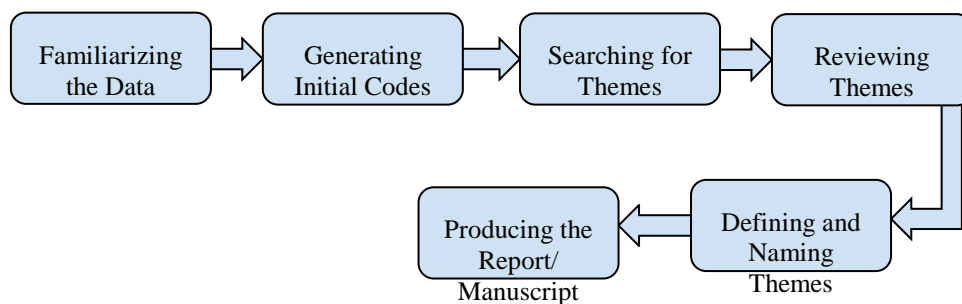 Familiarizing
the Data
Generating
Initial Codes
Searching for
Themes
Reviewing
Themes
Defining and
Naming
Themes
Producing the
Report/
Manuscript